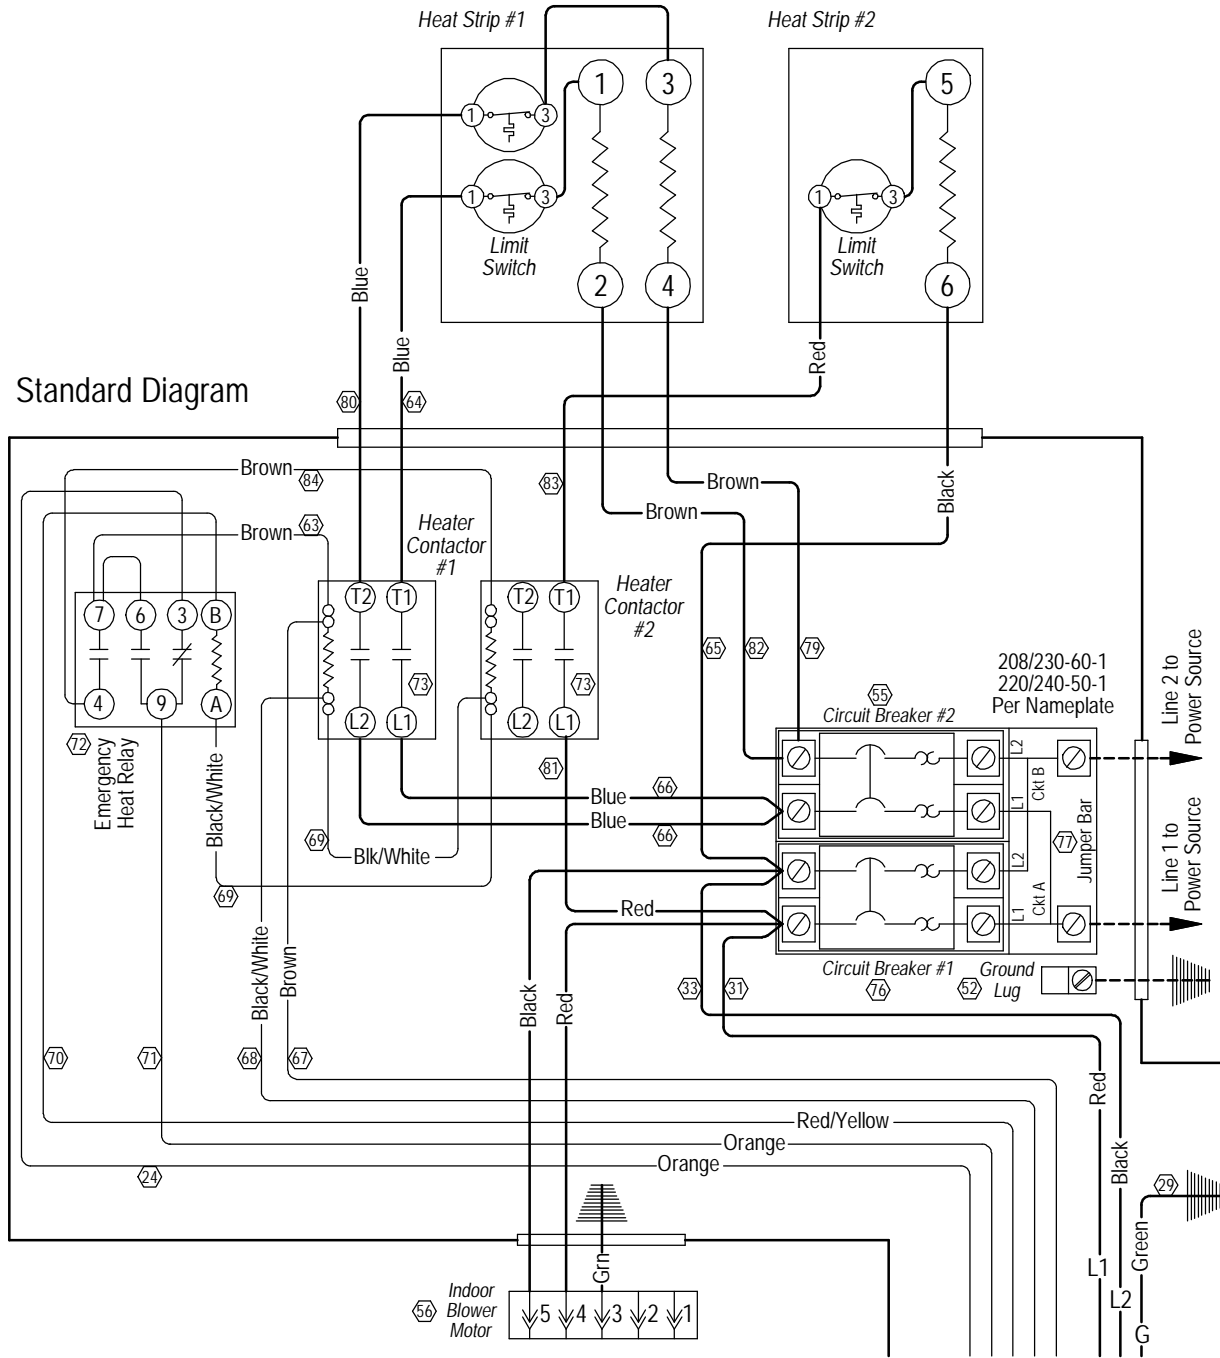 Heat Strip #1
Heat Strip #2
1
3
5
1
3
1
3
1
3
Limit
Switch
Limit
Switch
2
4
6
Blue
Blue
Red
Standard Diagram
80
64
Brown
84
83
Brown
Brown
Black
Brown
63
Heater
Contactor
#1
Heater
Contactor
#2
T2
T1
T2
T1
7
6
3
B
4
9
A
65
82
79
73
73
L2
L1
L2
L1
72
Emergency
Heat Relay
Black/White
81
55
Circuit Breaker #2
208/230-60-1
220/240-50-1
Per Nameplate
Line 2 to
Power Source
L2
Ckt B
L1
Blue
66
Blue
66
69
Blk/White
69
77
Jumper Bar
L2
Ckt A
L1
Line 1 to
Power Source
Red
Black/White
Brown
Black
Red
33
31
Circuit Breaker #1
76
52
Ground
Lug
70
71
68
67
Red
Red/Yellow
Orange
Orange
24
Black
29
Green
Grn
L1
L2
G
56
Indoor
Blower
Motor
5
4
3
2
1